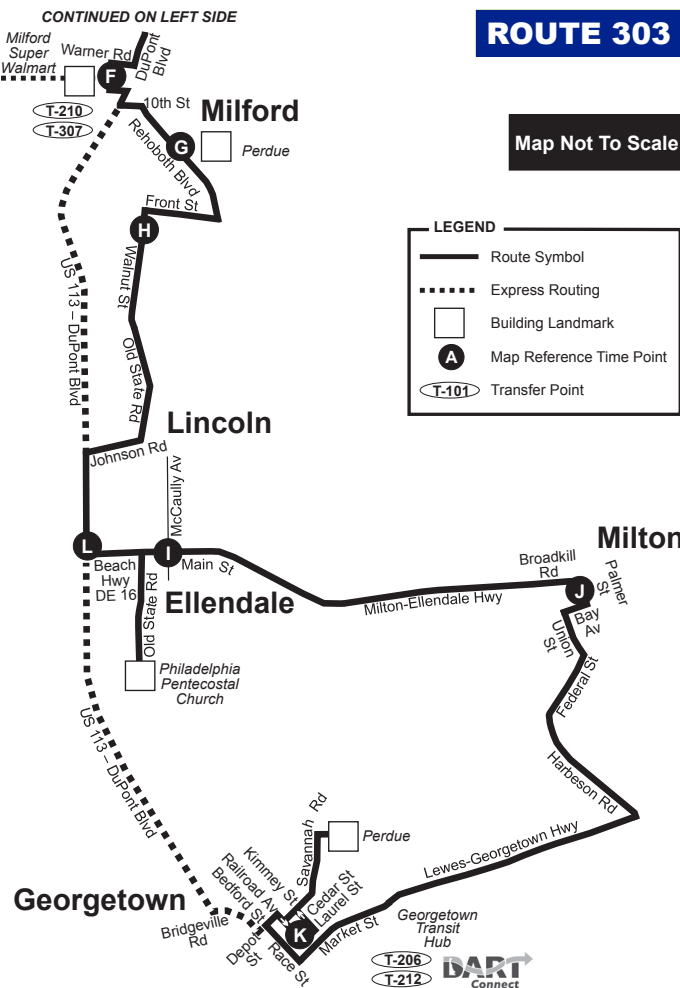 CONTINUED ON LEFT SIDE
ROUTE 303
Milford
Super
Walmart
Warner Rd
DuPont
Blvd
F
T-210
T-307
10th St
Milford
Rehoboth Blvd
G
Perdue
Map Not To Scale
Front St
H
Walnut St
US 113 – DuPont Blvd
Old State Rd
LEGEND
Route Symbol
Express Routing
Building Landmark
A
Map Reference Time Point
T-101
Transfer Point
Lincoln
Johnson Rd
McCaully Av
L
I
Beach
Hwy
DE 16
Main St
Old State Rd
Ellendale
Milton
Broadkill
Rd
Palmer
St
J
Milton-Ellendale Hwy
Bay
Av
Union
St
Federal St
Philadelphia
Pentecostal
Church
US 113 – DuPont Blvd
Harbeson Rd
Savannah Rd
Perdue
Lewes-Georgetown Hwy
Georgetown
Kimmey St
Railroad Av
Bedford St
Cedar St
Laurel St
K
Bridgeville
Rd
Depot
St
Race St
Market St
Georgetown
Transit
Hub
T-206
T-212
DART
Connect